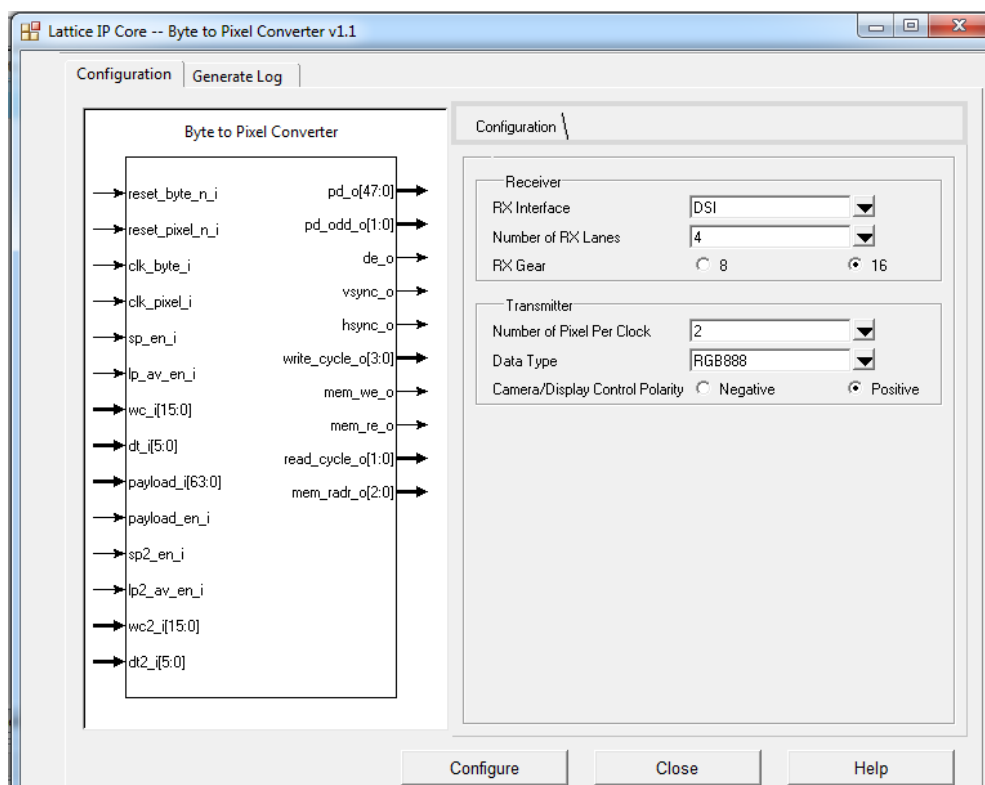 Lattice IP Core -- Byte to Pixel Converter v1.1
Configuration
Generate Log
Byte to Pixel Converter
reset_byte_n_i
reset_pixel_n_i
clk_byte_i
clk_pixel_i
sp_en_i
lp_av_en_i
wc_i[15:0]
dt_i[5:0]
payload_i[63:0]
payload_en_i
sp2_en_i
lp2_av_en_i
wc2_i[15:0]
dt2_i[5:0]
pd_o[47:0]
pd_odd_o[1:0]
de_o
vsync_o
hsync_o
write_cycle_o[3:0]
mem_we_o
mem_re_o
read_cycle_o[1:0]
mem_radr_o[2:0]
Configuration
Receiver
RX Interface DSI
Number of RX Lanes 4
RX Gear 8 16
Transmitter
Number of Pixel Per Clock 2
Data Type RGB888
Camera/Display Control Polarity Negative Positive
Configure Close Help